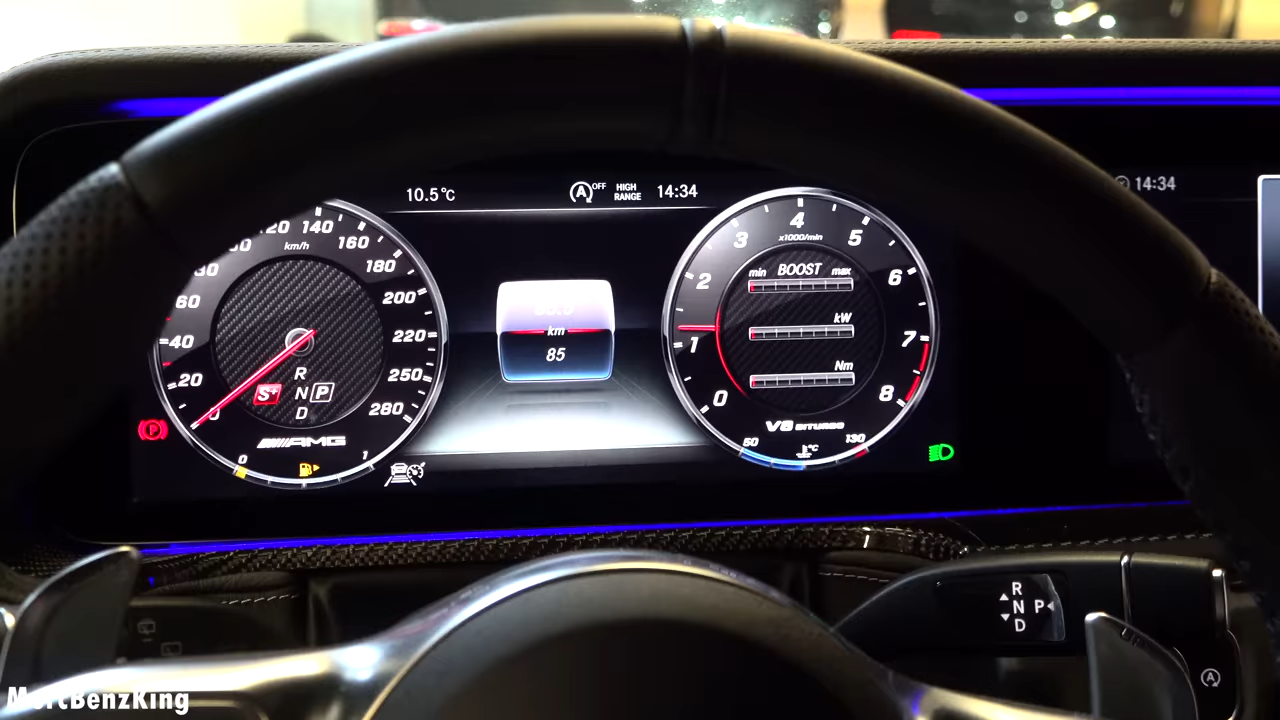 10.5°C
A OFF
HIGH
RANGE
14:34
14:34
20
40
60
140
160
180
200
220
250
280
km/h
S+
R
N P
D
AMG
P
0
1
km
85
0
1
2
3
4
5
6
7
8
x1000/min
BOOST
min
max
kW
Nm
V8 BITURBO
50
°C
130
R
N P
D
A
MercBenzKing